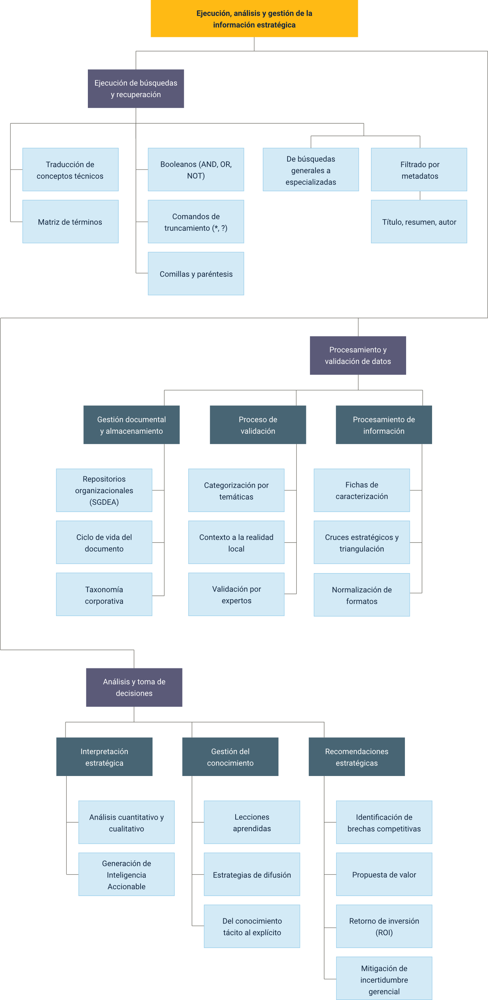 Ejecución, análisis y gestión de la
información estratégica
Ejecución de búsquedas
y recuperación
Traducción de
conceptos técnicos
Matriz de términos
Booleanos (AND, OR,
NOT)
Comandos de
truncamiento (*, ?)
Comillas y paréntesis
De búsquedas
generales a
especializadas
Filtrado por
metadatos
Título, resumen, autor
Procesamiento y
validación de datos
Gestión documental
y almacenamiento
Repositorios
organizacionales
(SGDEA)
Ciclo de vida del
documento
Taxonomía
corporativa
Proceso de
validación
Categorización por
temáticas
Contexto a la realidad
local
Validación por
expertos
Procesamiento de
información
Fichas de
caracterización
Cruces estratégicos y
triangulación
Normalización de
formatos
Análisis y toma de
decisiones
Interpretación
estratégica
Análisis cuantitativo y
cualitativo
Generación de
Inteligencia
Accionable
Gestión del
conocimiento
Lecciones
aprendidas
Estrategias de difusión
Del conocimiento
tácito al explícito
Recomendaciones
estratégicas
Identificación de
brechas competitivas
Propuesta de valor
Retorno de inversión
(ROI)
Mitigación de
incertidumbre
gerencial